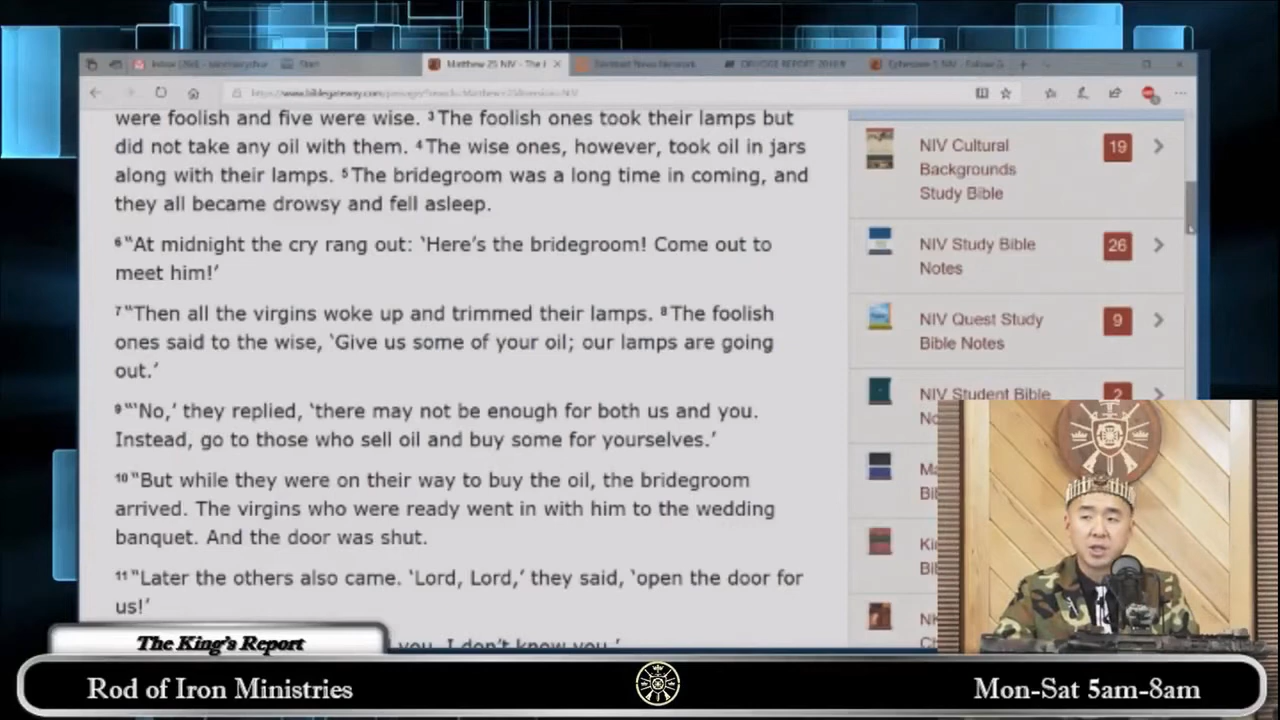 Start
Matthew 25 NIV - The
were foolish and five were wise. ³The foolish ones took their lamps but
did not take any oil with them. ⁴The wise ones, however, took oil in jars
along with their lamps. ⁵The bridegroom was a long time in coming, and
they all became drowsy and fell asleep.
⁶“At midnight the cry rang out: ‘Here’s the bridegroom! Come out to
meet him!’
⁷“Then all the virgins woke up and trimmed their lamps. ⁸The foolish
ones said to the wise, ‘Give us some of your oil; our lamps are going
out.’
⁹“‘No,’ they replied, ‘there may not be enough for both us and you.
Instead, go to those who sell oil and buy some for yourselves.’
¹⁰“But while they were on their way to buy the oil, the bridegroom
arrived. The virgins who were ready went in with him to the wedding
banquet. And the door was shut.
¹¹“Later the others also came. ‘Lord, Lord,’ they said, ‘open the door for
us!’
you, I don’t know you.’
NIV Cultural
Backgrounds
Study Bible
19
NIV Study Bible
Notes
26
NIV Quest Study
Bible Notes
9
NIV Student Bible
2
The King's Report
Rod of Iron Ministries
Mon-Sat 5am-8am